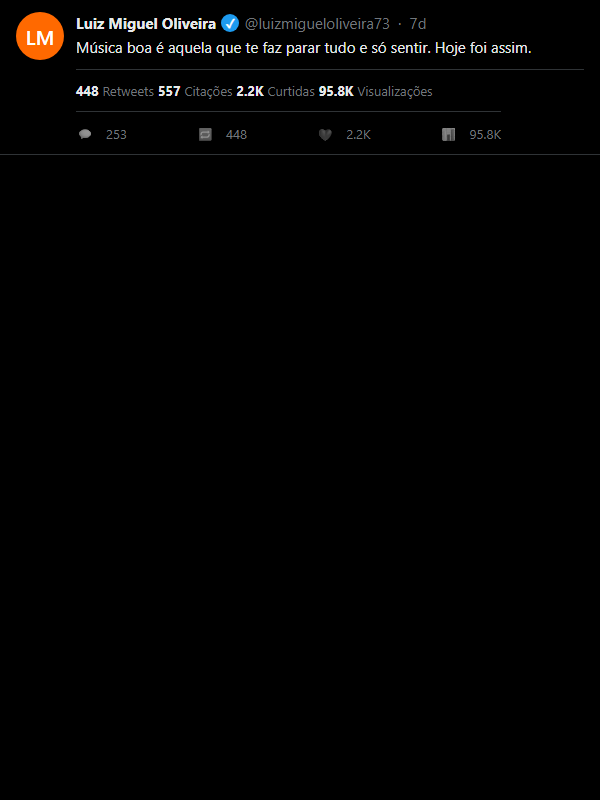 LM
Luiz Miguel Oliveira @luizmigueloliveira73 · 7d
Música boa é aquela que te faz parar tudo e só sentir. Hoje foi assim.
448 Retweets 557 Citações 2.2K Curtidas 95.8K Visualizações
253 448 2.2K 95.8K